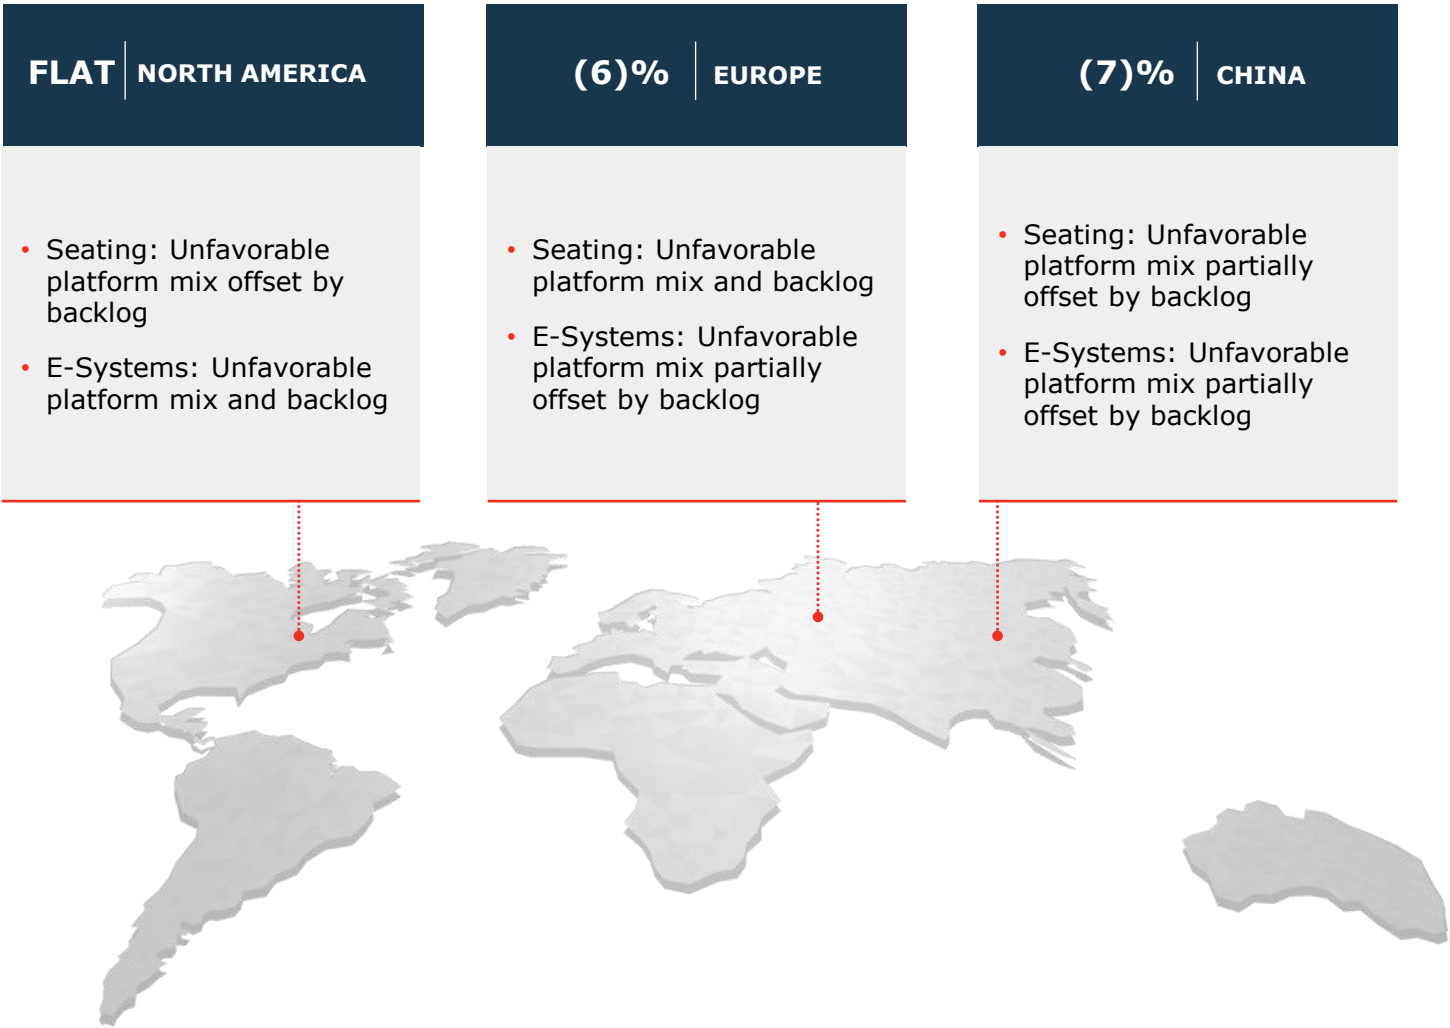 FLAT NORTH AMERICA
• Seating: Unfavorable
platform mix offset by
backlog
• E-Systems: Unfavorable
platform mix and backlog
(6)% EUROPE
• Seating: Unfavorable
platform mix and backlog
• E-Systems: Unfavorable
platform mix partially
offset by backlog
(7)% CHINA
• Seating: Unfavorable
platform mix partially
offset by backlog
• E-Systems: Unfavorable
platform mix partially
offset by backlog